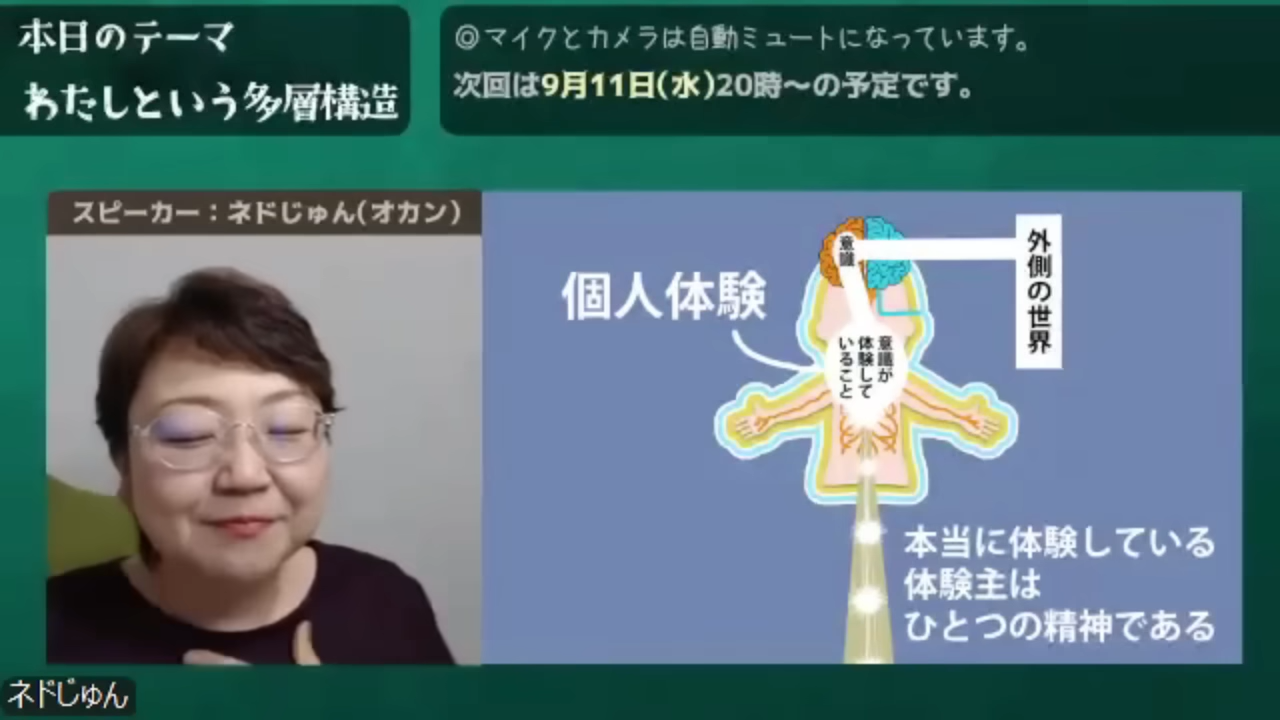 本日のテーマ
わたしという多層構造
◎マイクとカメラは自動ミュートになっています。
次回は9月11日(水)20時～の予定です。
スピーカー：ネドじゅん(オカン)
個人体験
意識
外側の世界
意識が
体験して
いること
本当に体験している
体験主は
ひとつの精神である
ネドじゅん